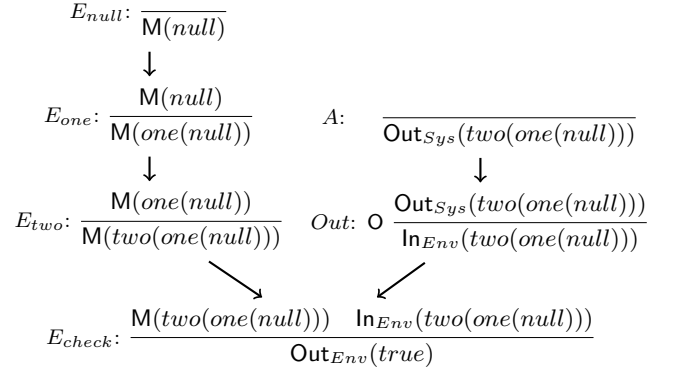 E_null: M(null)
E_one: M(null)
M(one(null))
A: Out_Sys(two(one(null)))
E_two: M(one(null))
M(two(one(null)))
Out: O Out_Sys(two(one(null)))
In_Env(two(one(null)))
E_check: M(two(one(null))) In_Env(two(one(null)))
Out_Env(true)